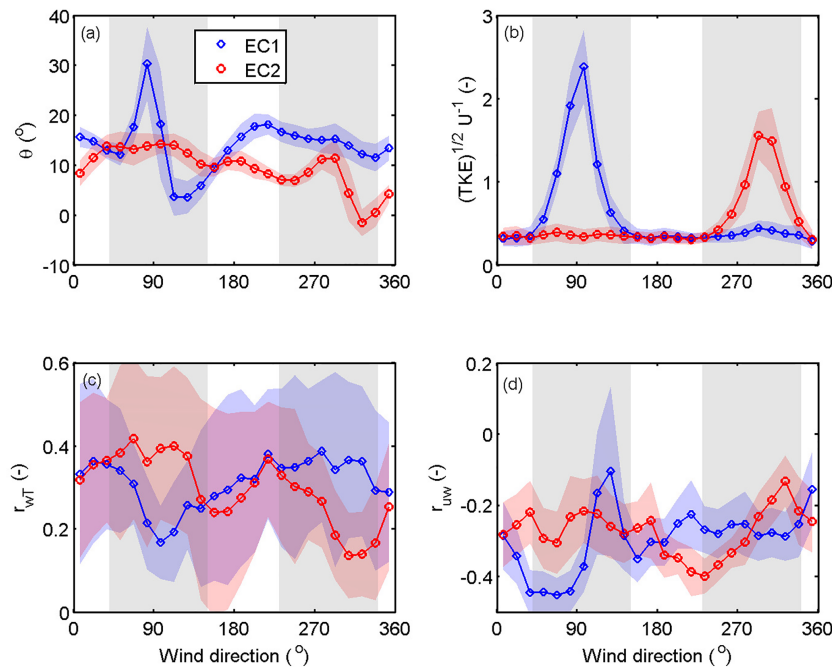 (a)
EC1
EC2
θ (°)
40
30
20
10
0
-10
0 90 180 270 360
(b)
(TKE)^1/2 U^-1 (-)
3
2
1
0
0 90 180 270 360
(c)
r_wT (-)
0.6
0.4
0.2
0
0 90 180 270 360
Wind direction (°)
(d)
r_uw (-)
0.2
0
-0.2
-0.4
0 90 180 270 360
Wind direction (°)